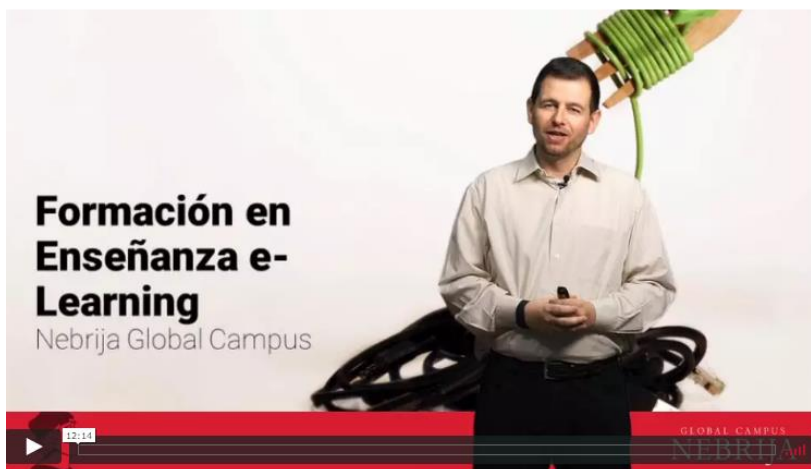 Formación en
Enseñanza e-
Learning
Nebrija Global Campus
12:14
GLOBAL CAMPUS
NEBRIJA